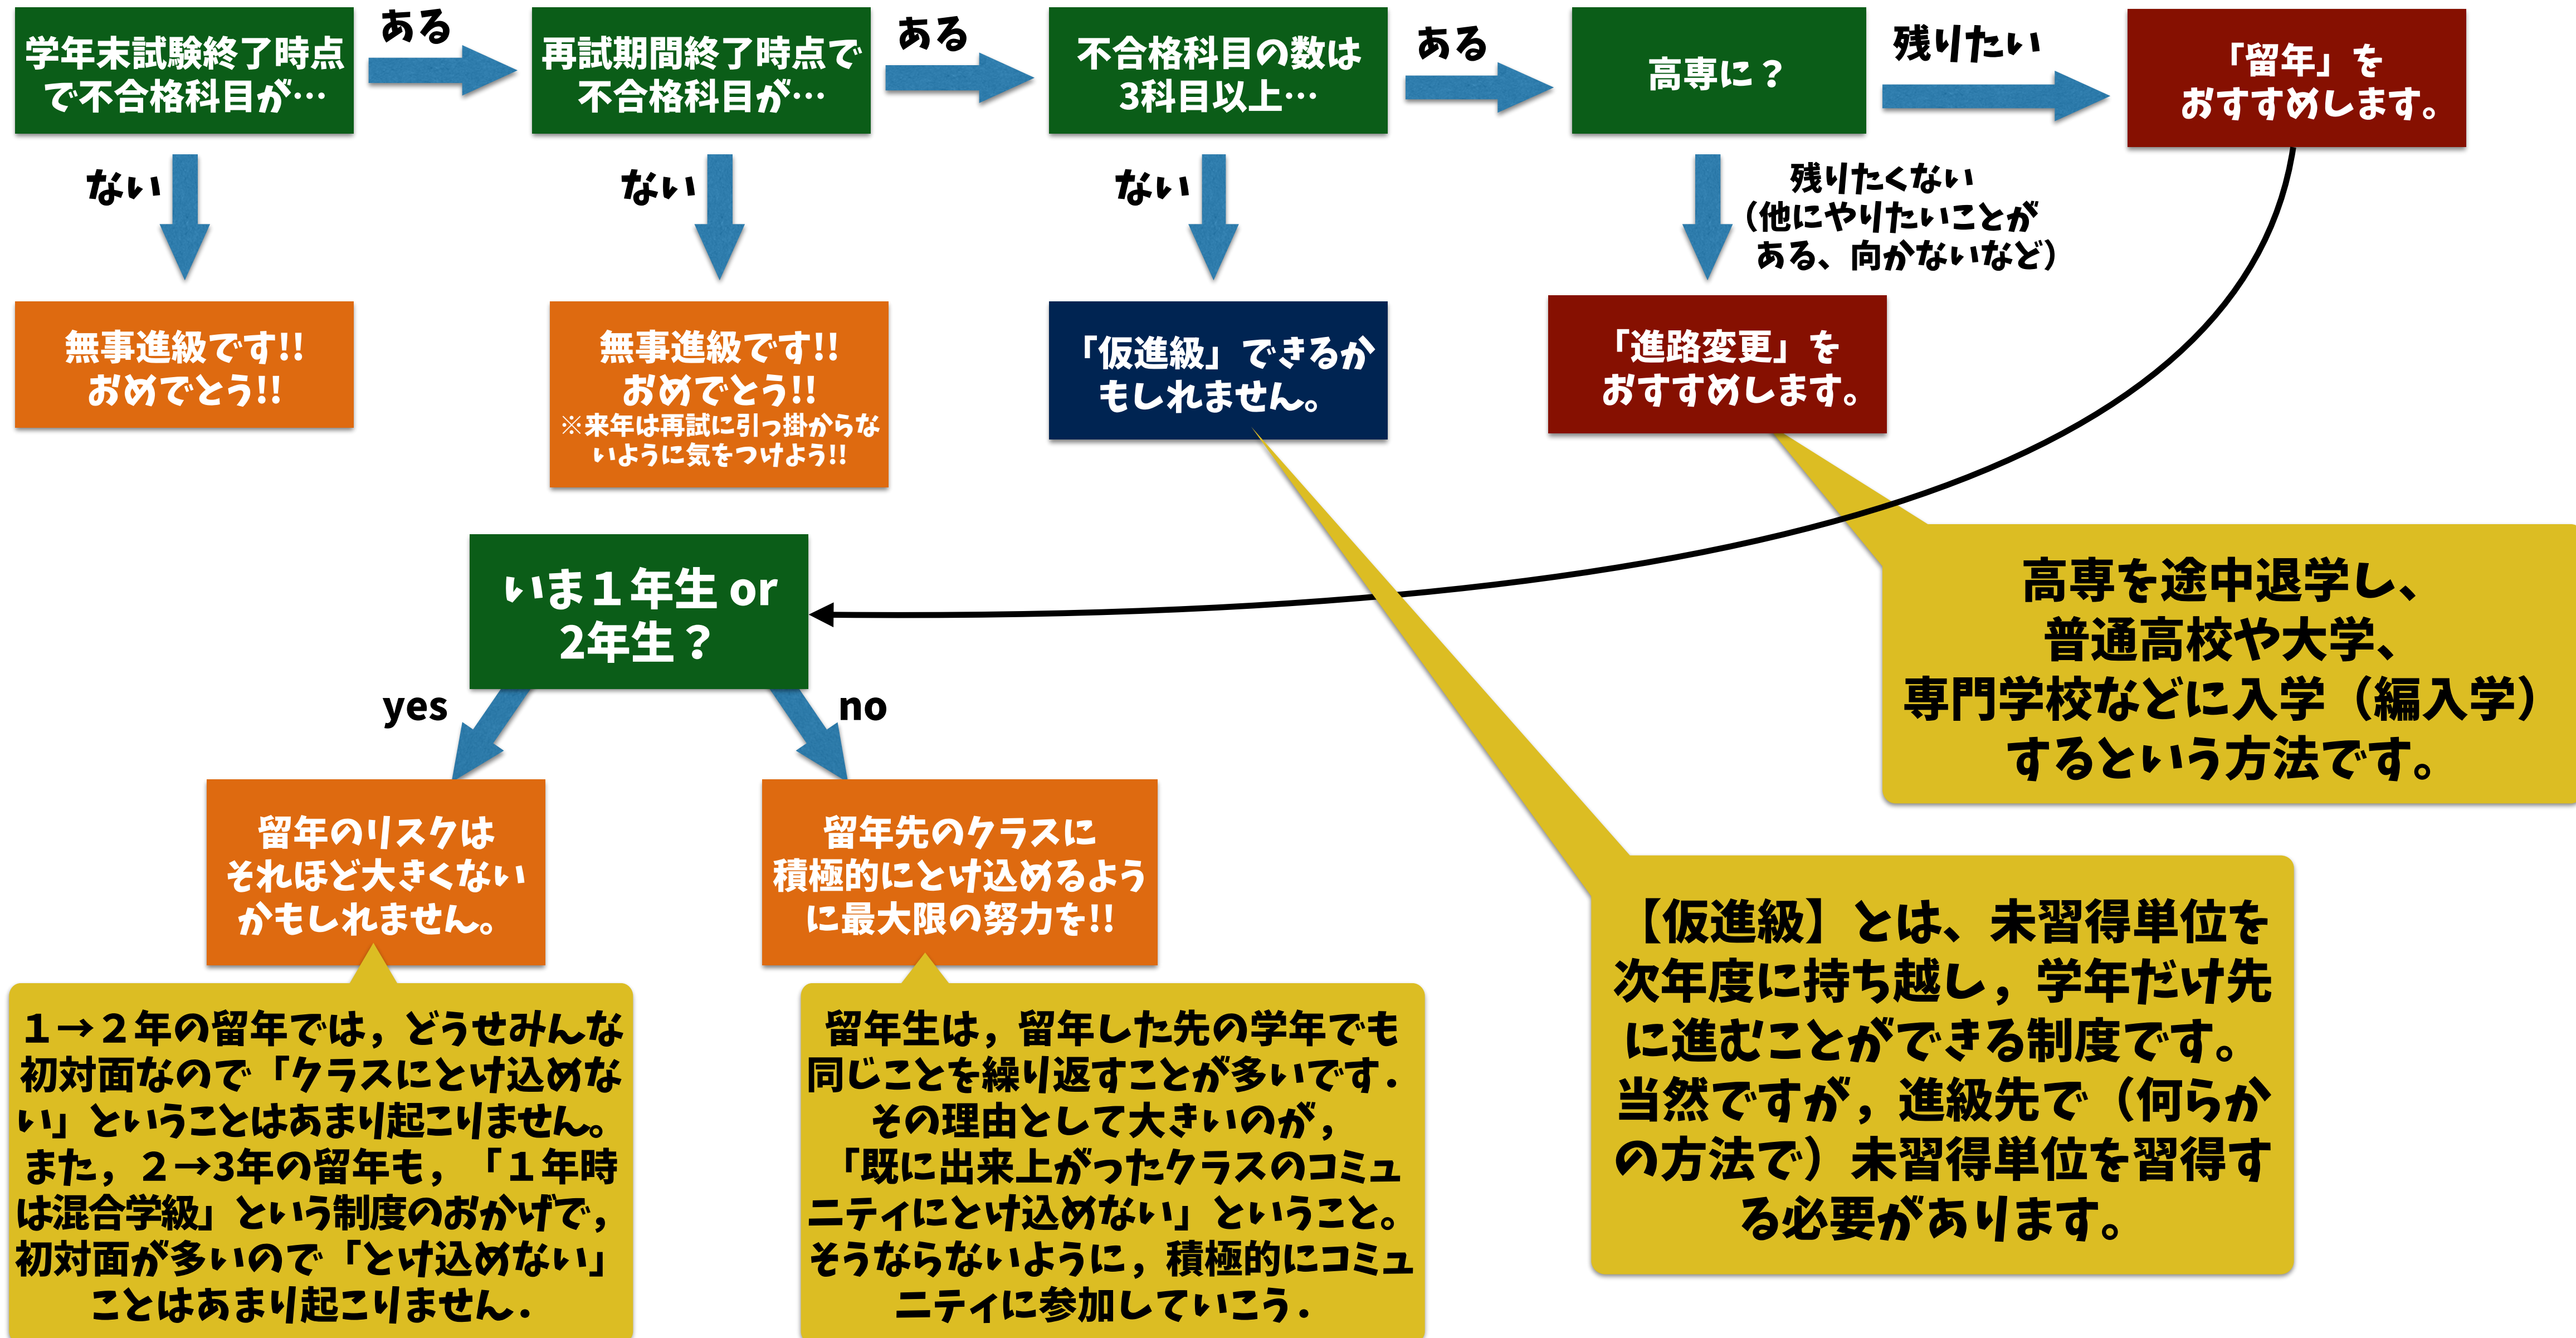 学年末試験終了時点
で不合格科目が…
ある
再試期間終了時点で
不合格科目が…
ある
不合格科目の数は
3科目以上…
ある
高専に？
残りたい
「留年」を
おすすめします。
ない
ない
ない
残りたくない
（他にやりたいことが
ある、向かないなど）
無事進級です!!
おめでとう!!
無事進級です!!
おめでとう!!
※来年は再試に引っ掛からな
いように気をつけよう!!
「仮進級」できるか
もしれません。
「進路変更」を
おすすめします。
高専を途中退学し、
普通高校や大学、
専門学校などに入学（編入学）
するという方法です。
いま１年生 or
2年生？
yes
no
留年のリスクは
それほど大きくない
かもしれません。
留年先のクラスに
積極的にとけ込めるよう
に最大限の努力を!!
【仮進級】とは、未習得単位を
次年度に持ち越し，学年だけ先
に進むことができる制度です。
当然ですが，進級先で（何らか
の方法で）未習得単位を習得す
る必要があります。
１→２年の留年では，どうせみんな
初対面なので「クラスにとけ込めな
い」ということはあまり起こりません。
また，２→3年の留年も，「１年時
は混合学級」という制度のおかげで，
初対面が多いので「とけ込めない」
ことはあまり起こりません．
留年生は，留年した先の学年でも
同じことを繰り返すことが多いです．
その理由として大きいのが，
「既に出来上がったクラスのコミュ
ニティにとけ込めない」ということ。
そうならないように，積極的にコミュ
ニティに参加していこう．